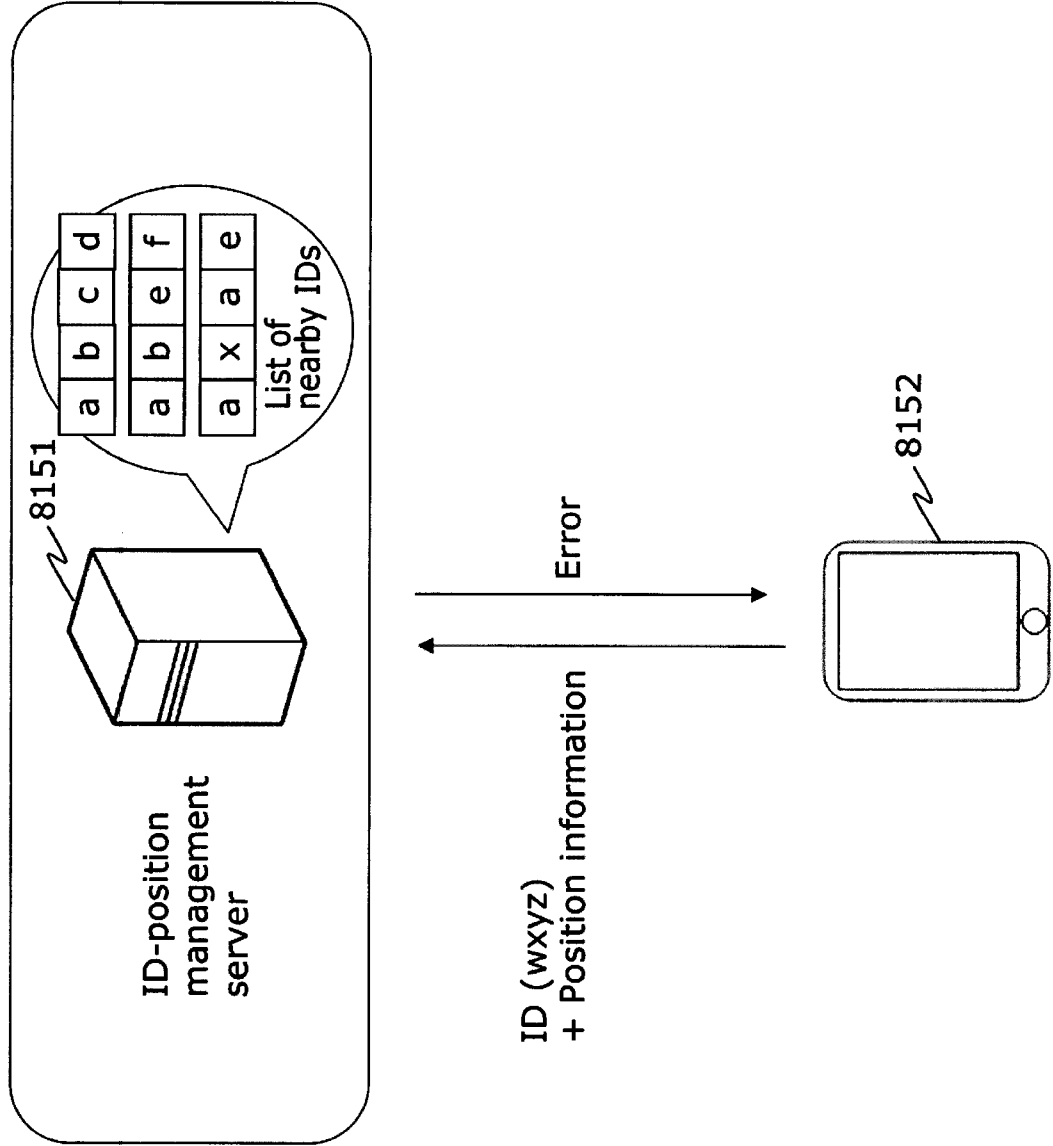 ID-position
management
server
8151
a b c d
a b e f
a x a e
List of
nearby IDs
ID (wxyz)
+ Position information
Error
8152